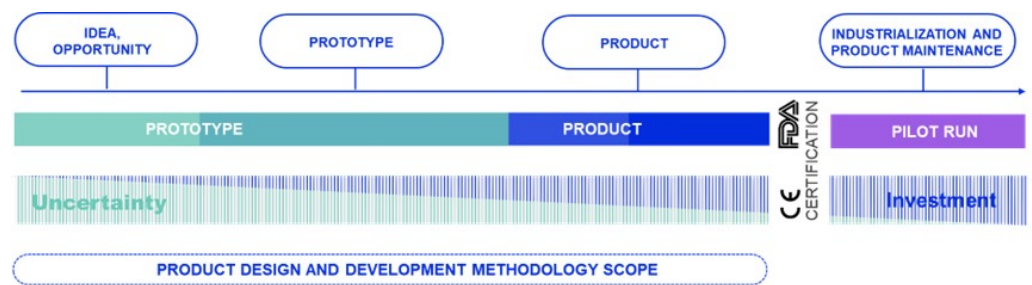 IDEA,
OPPORTUNITY
PROTOTYPE
PRODUCT
INDUSTRIALIZATION AND
PRODUCT MAINTENANCE
PROTOTYPE
PRODUCT
FDA
CE
CERTIFICATION
PILOT RUN
Uncertainty
Investment
PRODUCT DESIGN AND DEVELOPMENT METHODOLOGY SCOPE